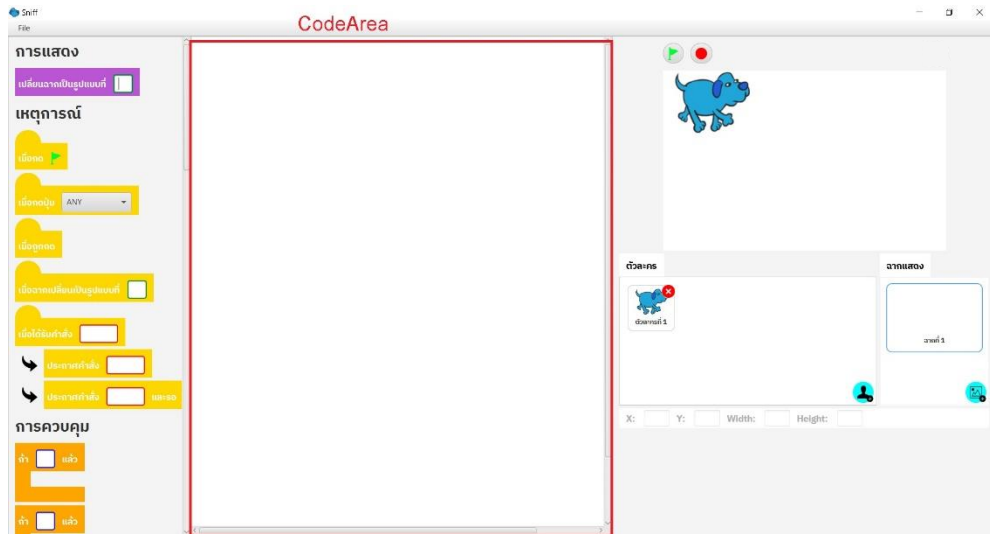 Sniff
CodeArea
File
การแสดง
เปลี่ยนฉากเป็นรูปแบบที่
เหตุการณ์
เมื่อกด
เมื่อกดปุ่ม ANY
เมื่อถูกกด
เมื่อฉากเปลี่ยนเป็นรูปแบบที่
เมื่อได้รับคำสั่ง
ประกาศคำสั่ง
ประกาศคำสั่ง และรอ
การควบคุม
ถ้า แล้ว
ถ้า แล้ว
ตัวละคร
ตัวละครที่ 1
ฉากแสดง
ฉากที่ 1
X: Y: Width: Height: